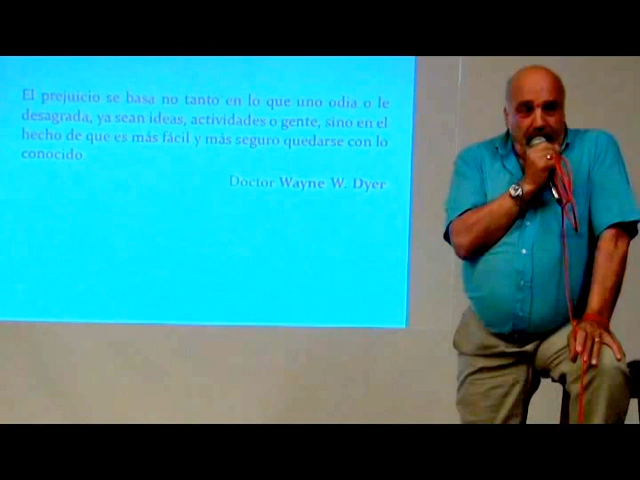 El prejuicio se basa no tanto en lo que uno odia o le
desagrada, ya sean ideas, actividades o gente, sino en el
hecho de que es más fácil y más seguro quedarse con lo
conocido.
Doctor Wayne W. Dyer